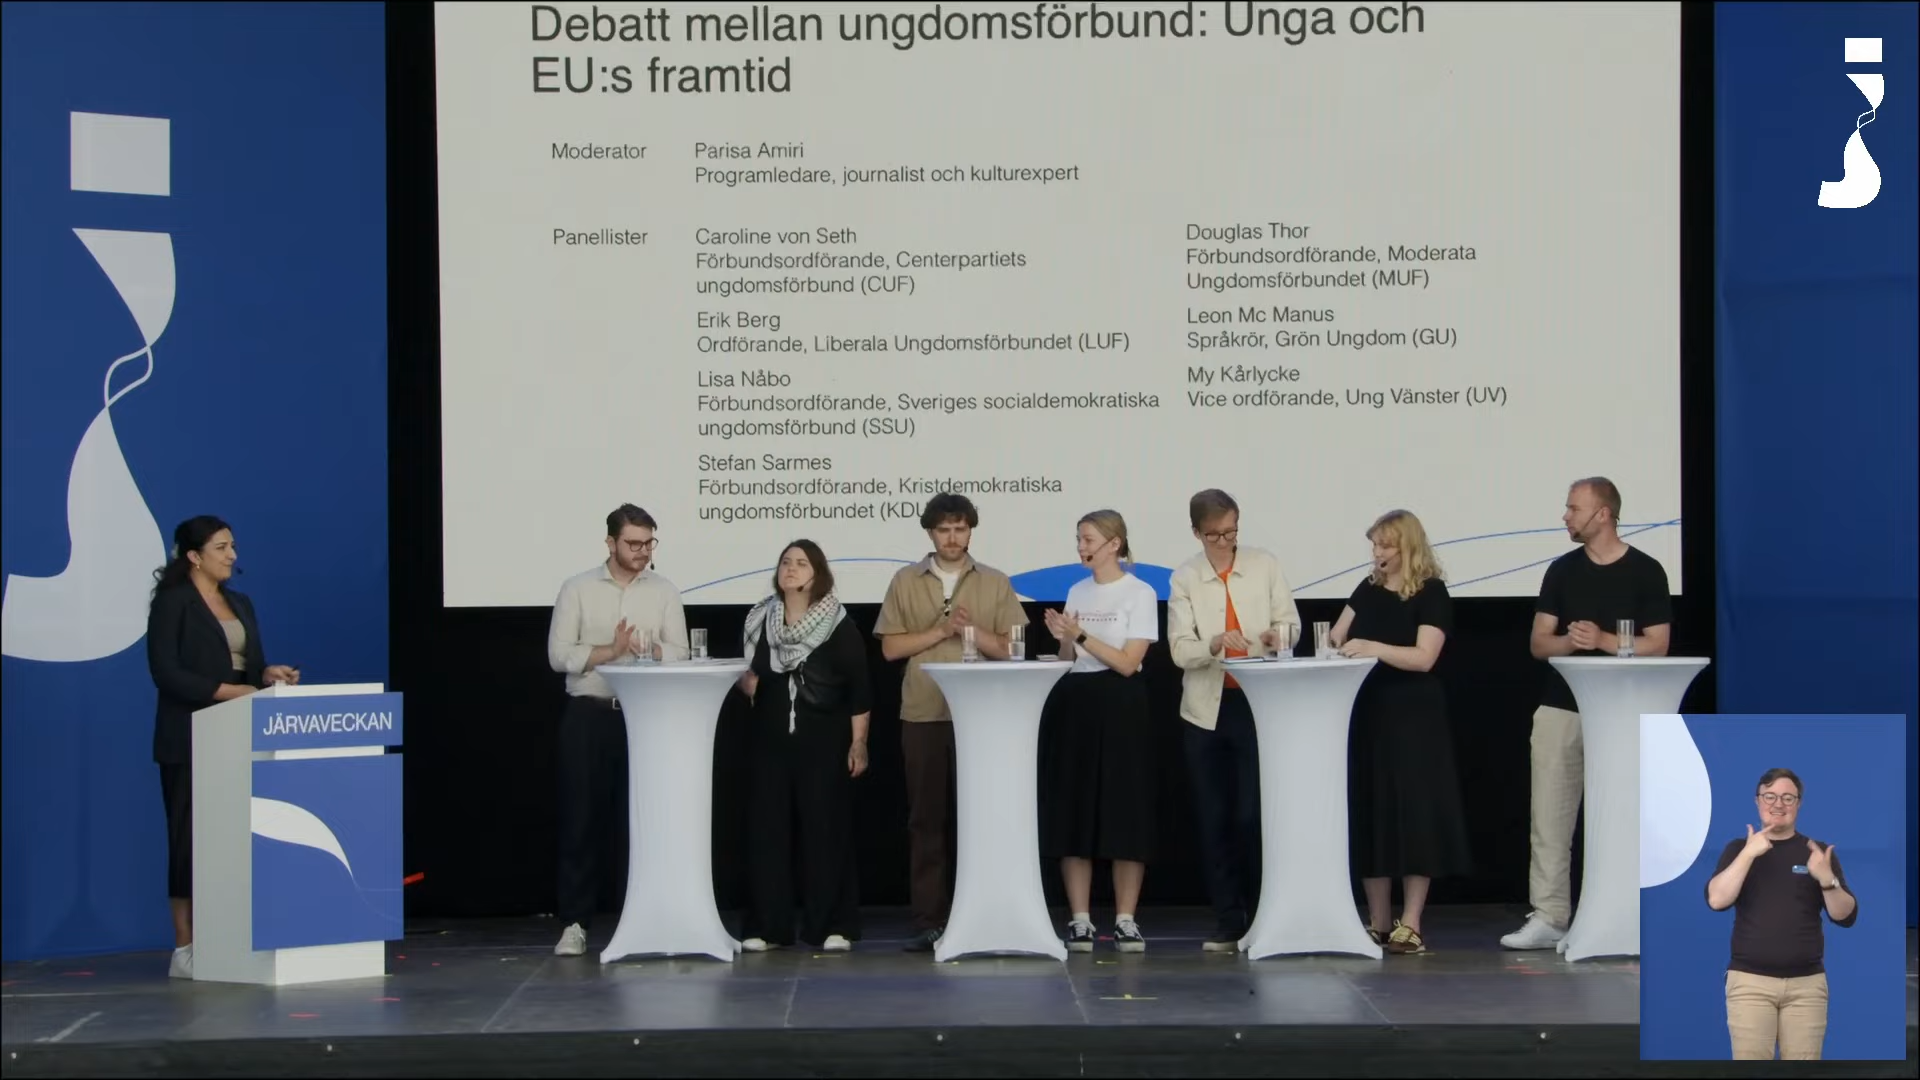 Debatt mellan ungdomsförbund: Unga och
EU:s framtid
Moderator
Parisa Amiri
Programledare, journalist och kulturexpert
Panellister
Caroline von Seth
Förbundsordförande, Centerpartiets
ungdomsförbund (CUF)
Erik Berg
Ordförande, Liberala Ungdomsförbundet (LUF)
Lisa Nåbo
Förbundsordförande, Sveriges socialdemokratiska
ungdomsförbund (SSU)
Stefan Sarmes
Förbundsordförande, Kristdemokratiska
ungdomsförbundet (KDU
Douglas Thor
Förbundsordförande, Moderata
Ungdomsförbundet (MUF)
Leon Mc Manus
Språkrör, Grön Ungdom (GU)
My Kårlycke
Vice ordförande, Ung Vänster (UV)
JÄRVAVECKAN